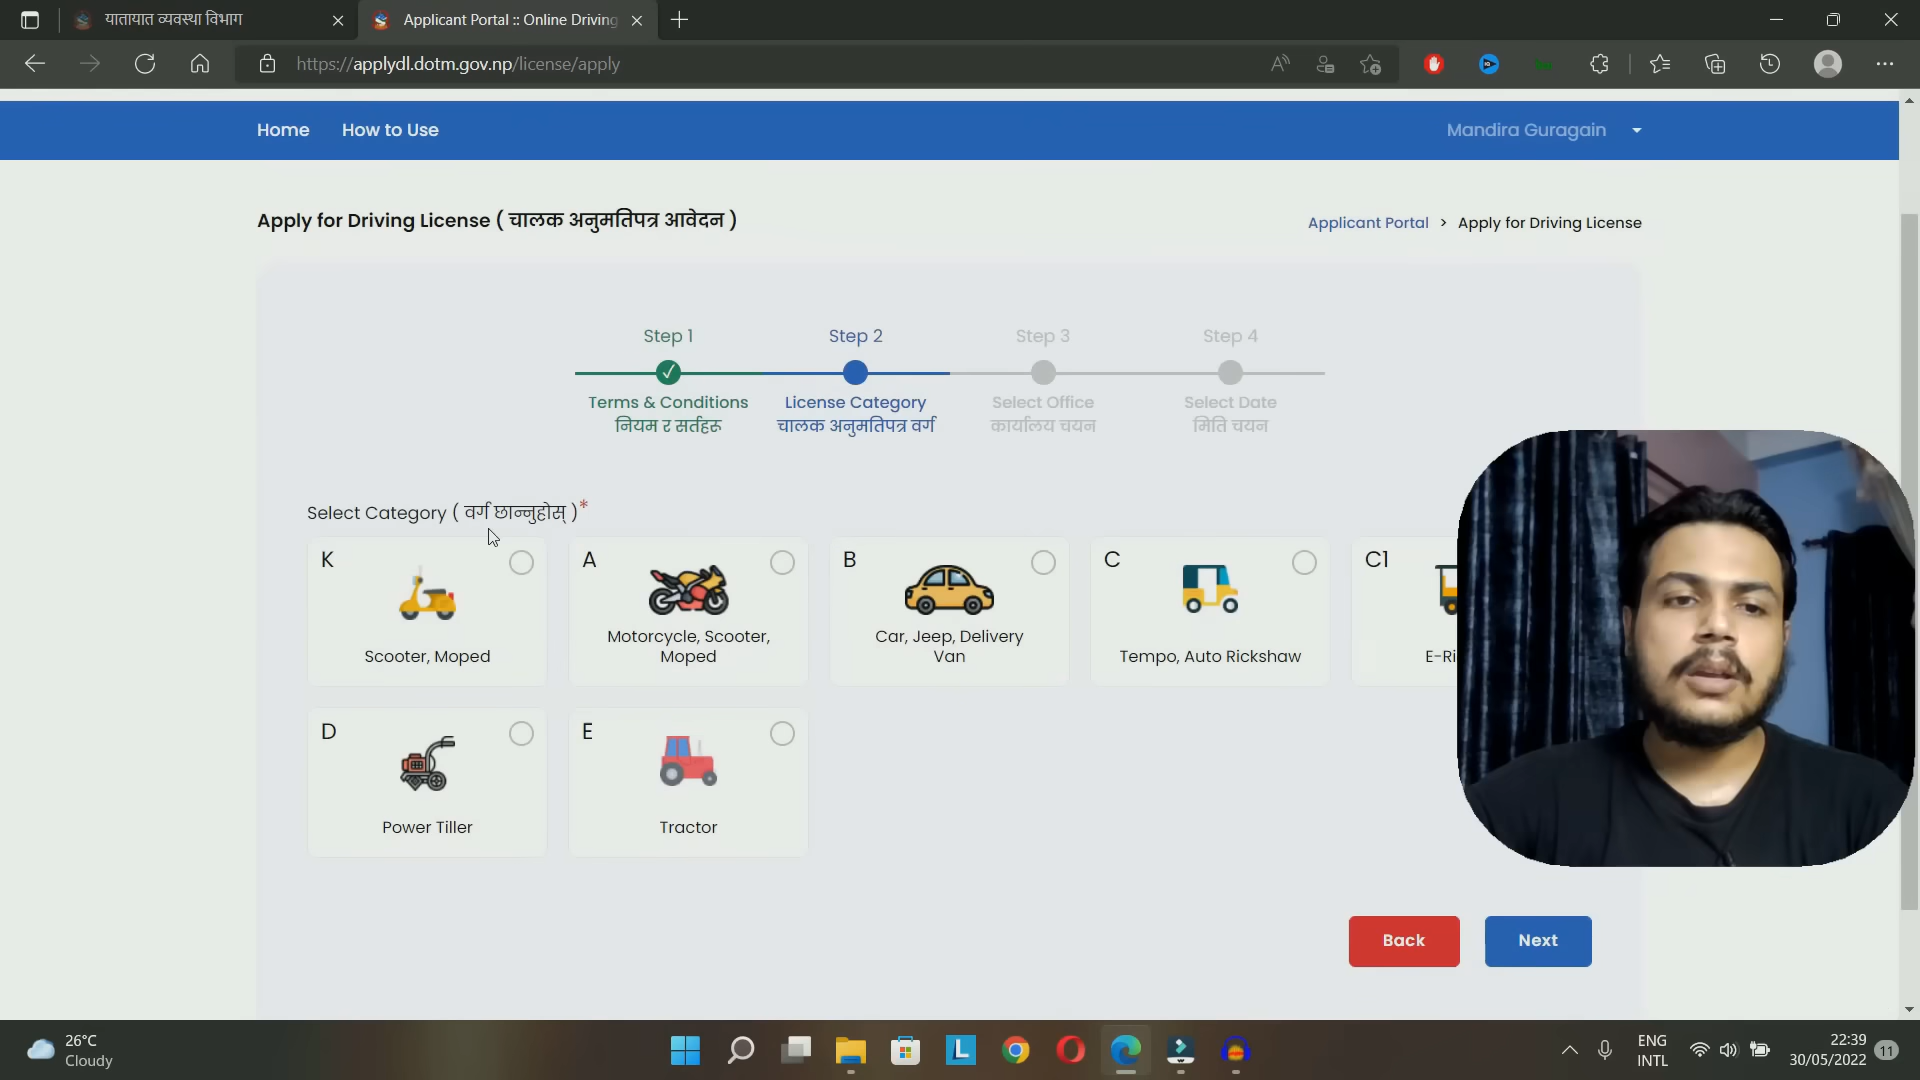 यातायात व्यवस्था विभाग
Applicant Portal :: Online Driving
https://applydl.dotm.gov.np/license/apply
Home
How to Use
Mandira Guragain
Apply for Driving License ( चालक अनुमतिपत्र आवेदन )
Applicant Portal > Apply for Driving License
Step 1
Step 2
Step 3
Step 4
Terms & Conditions
नियम र सर्तहरू
License Category
चालक अनुमतिपत्र वर्ग
Select Office
कार्यालय चयन
Select Date
मिति चयन
Select Category ( वर्ग छान्नुहोस् )*
K
Scooter, Moped
A
Motorcycle, Scooter,
Moped
B
Car, Jeep, Delivery
Van
C
Tempo, Auto Rickshaw
C1
E-Ri
D
Power Tiller
E
Tractor
Back
Next
26°C
Cloudy
L
ENG
INTL
22:39
30/05/2022
11